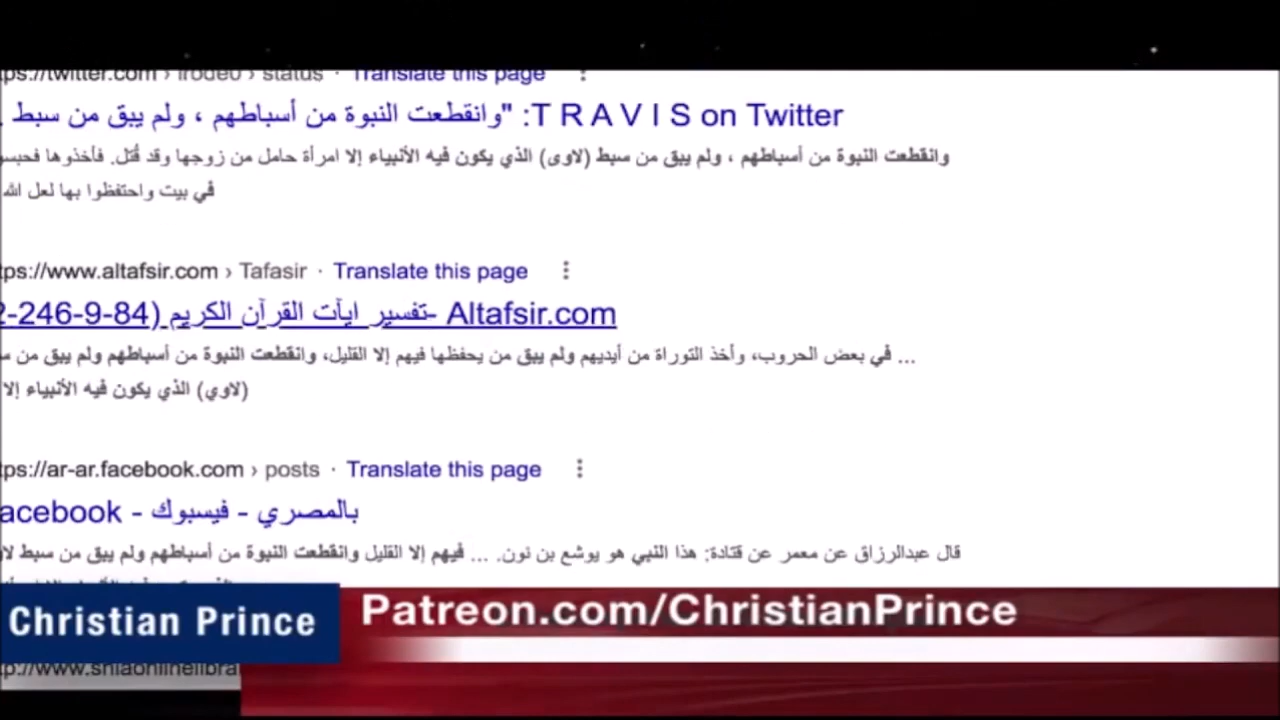 ps://twitter.com › irode0 › status · Translate this page
وانقطعت النبوة من أسباطهم ، ولم يبق من سبط" :T R A V I S on Twitter
وانقطعت النبوة من أسباطهم ، ولم يبق من سبط (لاوى) الذي يكون فيه الأنبياء إلا امرأة حامل من زوجها وقد قُتل. فأخذوها فحبسو
في بيت واحتفظوا بها لعل الله
tps://www.altafsir.com › Tafasir · Translate this page
2-246-9-84) تفسير ايآت القرآن الكريم- Altafsir.com
... في بعض الحروب، وأخذ التوراة من أيديهم ولم يبق من يحفظها فيهم إلا القليل، وانقطعت النبوة من أسباطهم ولم يبق من س
(لاوي) الذي يكون فيه الأنبياء إلا
tps://ar-ar.facebook.com › posts · Translate this page
بالمصري - فيسبوك - acebook
قال عبدالرزاق عن معمر عن قتادة: هذا النبي هو يوشع بن نون. ... فيهم إلا القليل وانقطعت النبوة من أسباطهم ولم يبق من سبط لا
Christian Prince
Patreon.com/ChristianPrince